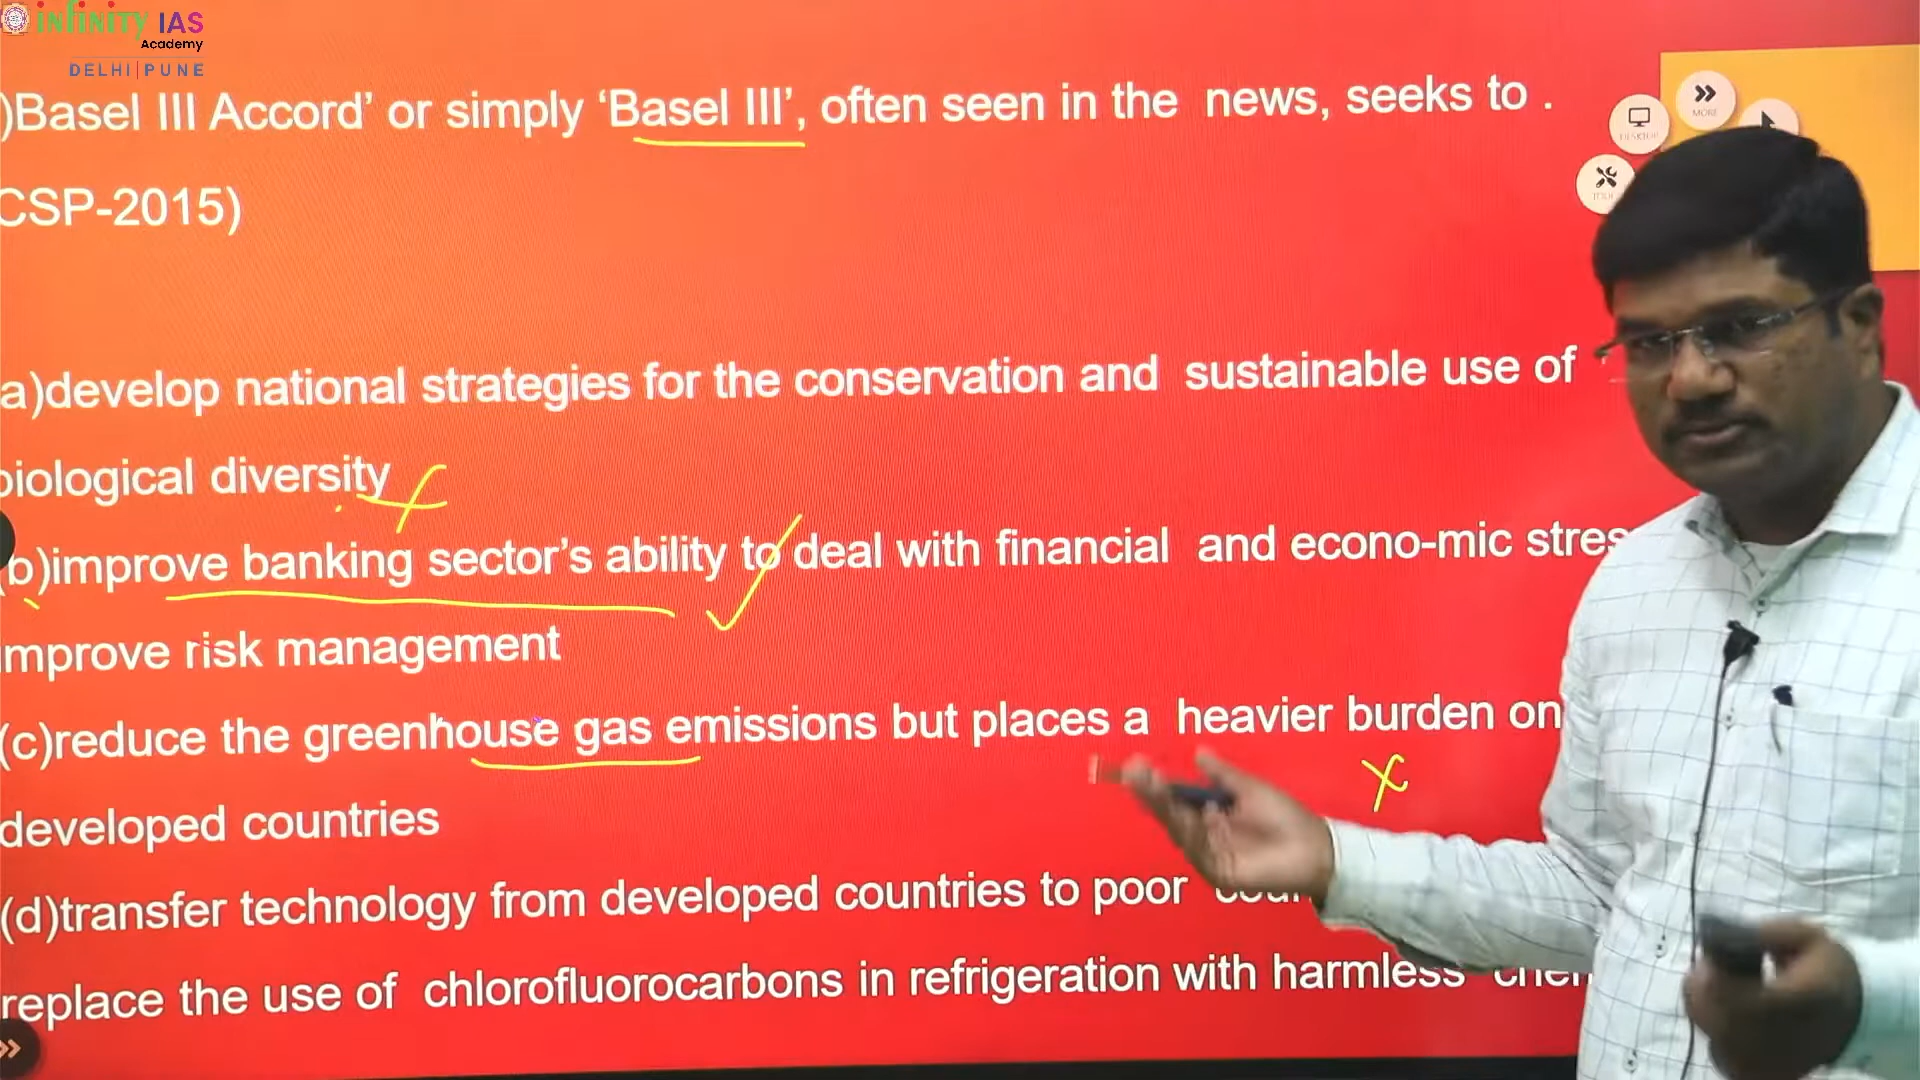 infinity IAS
Academy
DELHI|PUNE
)Basel III Accord’ or simply ‘Basel III’, often seen in the news, seeks to .
CSP-2015)
MORE
DESKTOP
a)develop national strategies for the conservation and sustainable use of
biological diversity
(b)improve banking sector’s ability to deal with financial and econo-mic
improve risk management
(c)reduce the greenhouse gas emissions but places a heavier burden on
developed countries
(d)transfer technology from developed countries to poor
replace the use of chlorofluorocarbons in refrigeration with harmless